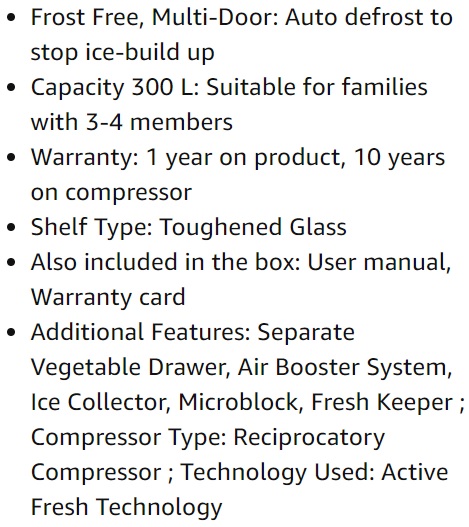 • Frost Free, Multi-Door: Auto defrost to
stop ice-build up
• Capacity 300 L: Suitable for families
with 3-4 members
• Warranty: 1 year on product, 10 years
on compressor
• Shelf Type: Toughened Glass
• Also included in the box: User manual,
Warranty card
• Additional Features: Separate
Vegetable Drawer, Air Booster System,
Ice Collector, Microblock, Fresh Keeper ;
Compressor Type: Reciprocatory
Compressor ; Technology Used: Active
Fresh Technology